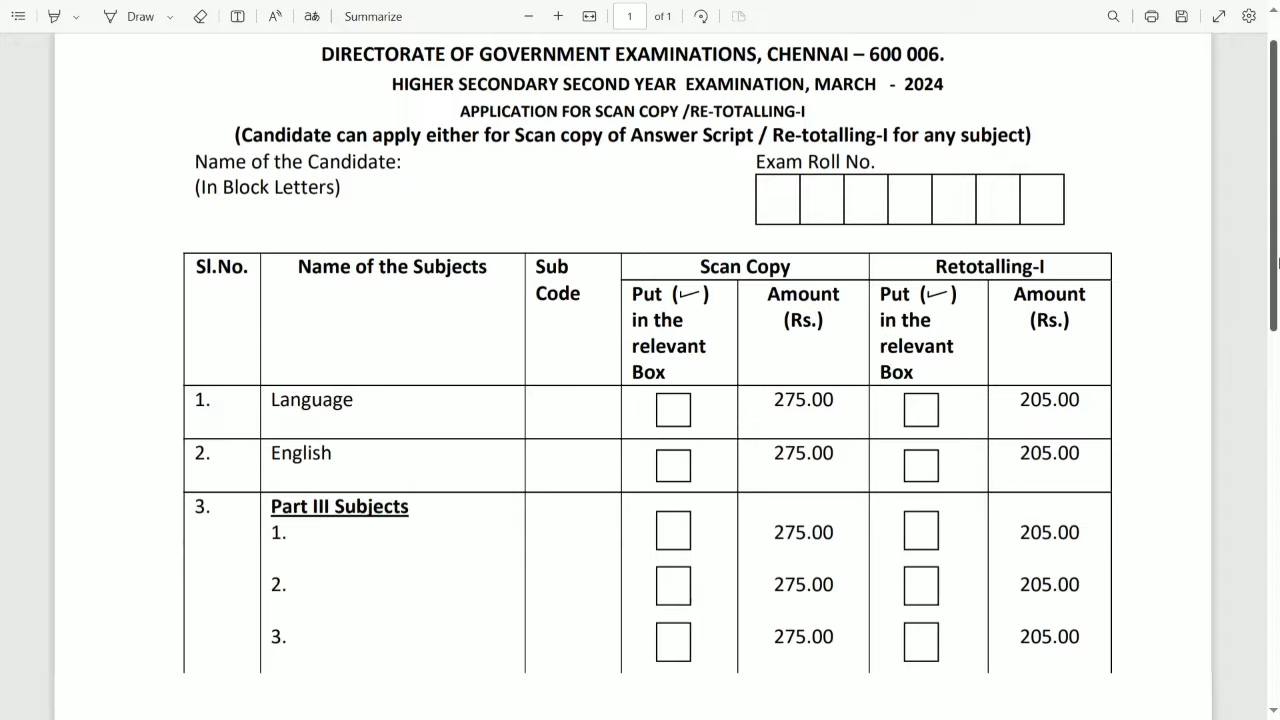 Draw
Summarize
1 of 1
DIRECTORATE OF GOVERNMENT EXAMINATIONS, CHENNAI – 600 006.
HIGHER SECONDARY SECOND YEAR EXAMINATION, MARCH - 2024
APPLICATION FOR SCAN COPY /RE-TOTALLING-I
(Candidate can apply either for Scan copy of Answer Script / Re-totalling-I for any subject)
Name of the Candidate: Exam Roll No.
(In Block Letters)
Sl.No. Name of the Subjects Sub Code Scan Copy Retotalling-I
Put (✓) in the relevant Box Amount (Rs.) Put (✓) in the relevant Box Amount (Rs.)
1. Language 275.00 205.00
2. English 275.00 205.00
3. Part III Subjects
1. 275.00 205.00
2. 275.00 205.00
3. 275.00 205.00